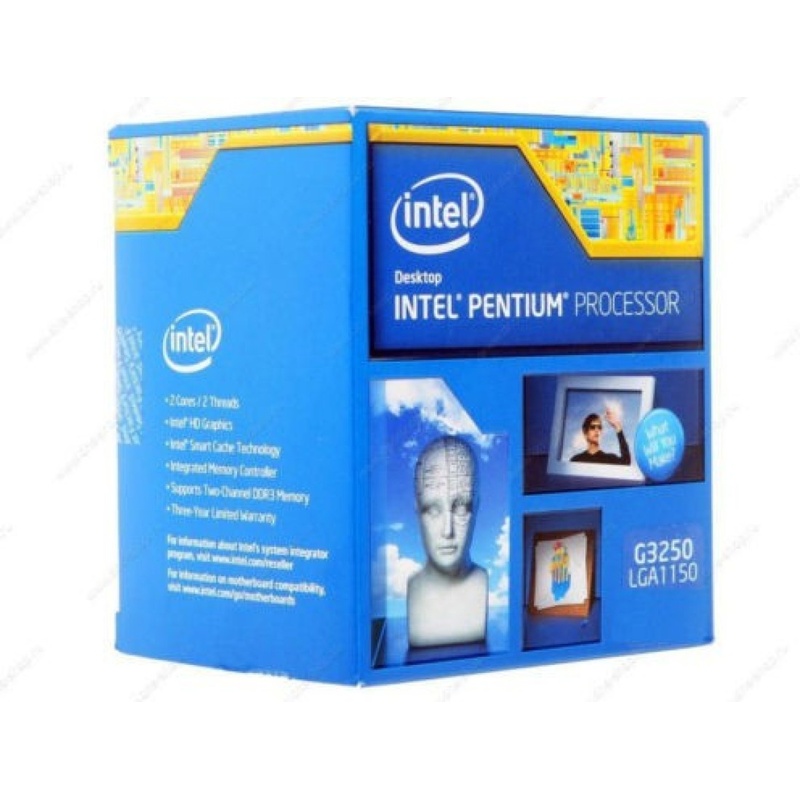 intel®
2 Cores / 2 Threads
Intel® HD Graphics
Intel® Smart Cache Technology
Integrated Memory Controller
Supports Two-Channel DDR3 Memory
Three-Year Limited Warranty
For information about Intel's system integrator
program, visit www.intel.com/reseller
For information on motherboard compatibility,
visit www.intel.com/go/motherboards
intel®
Desktop
INTEL® PENTIUM® PROCESSOR
What
will You
Make?
G3250
LGA1150